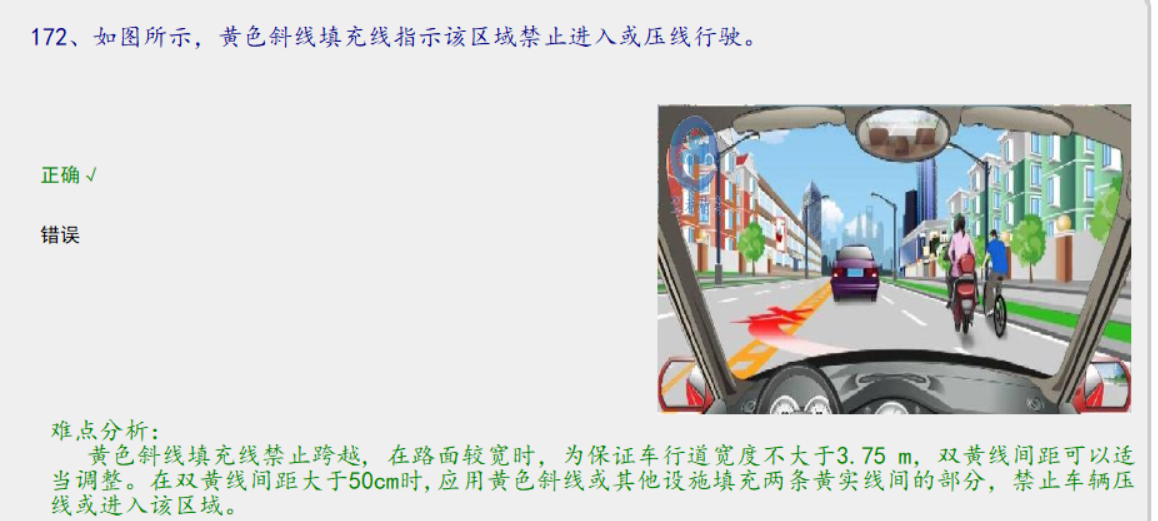 172、如图所示，黄色斜线填充线指示该区域禁止进入或压线行驶。
正确√
错误
难点分析：
黄色斜线填充线禁止跨越，在路面较宽时，为保证车行道宽度不大于3.75 m，双黄线间距可以适
当调整。在双黄线间距大于50cm时,应用黄色斜线或其他设施填充两条黄实线间的部分，禁止车辆压
线或进入该区域。